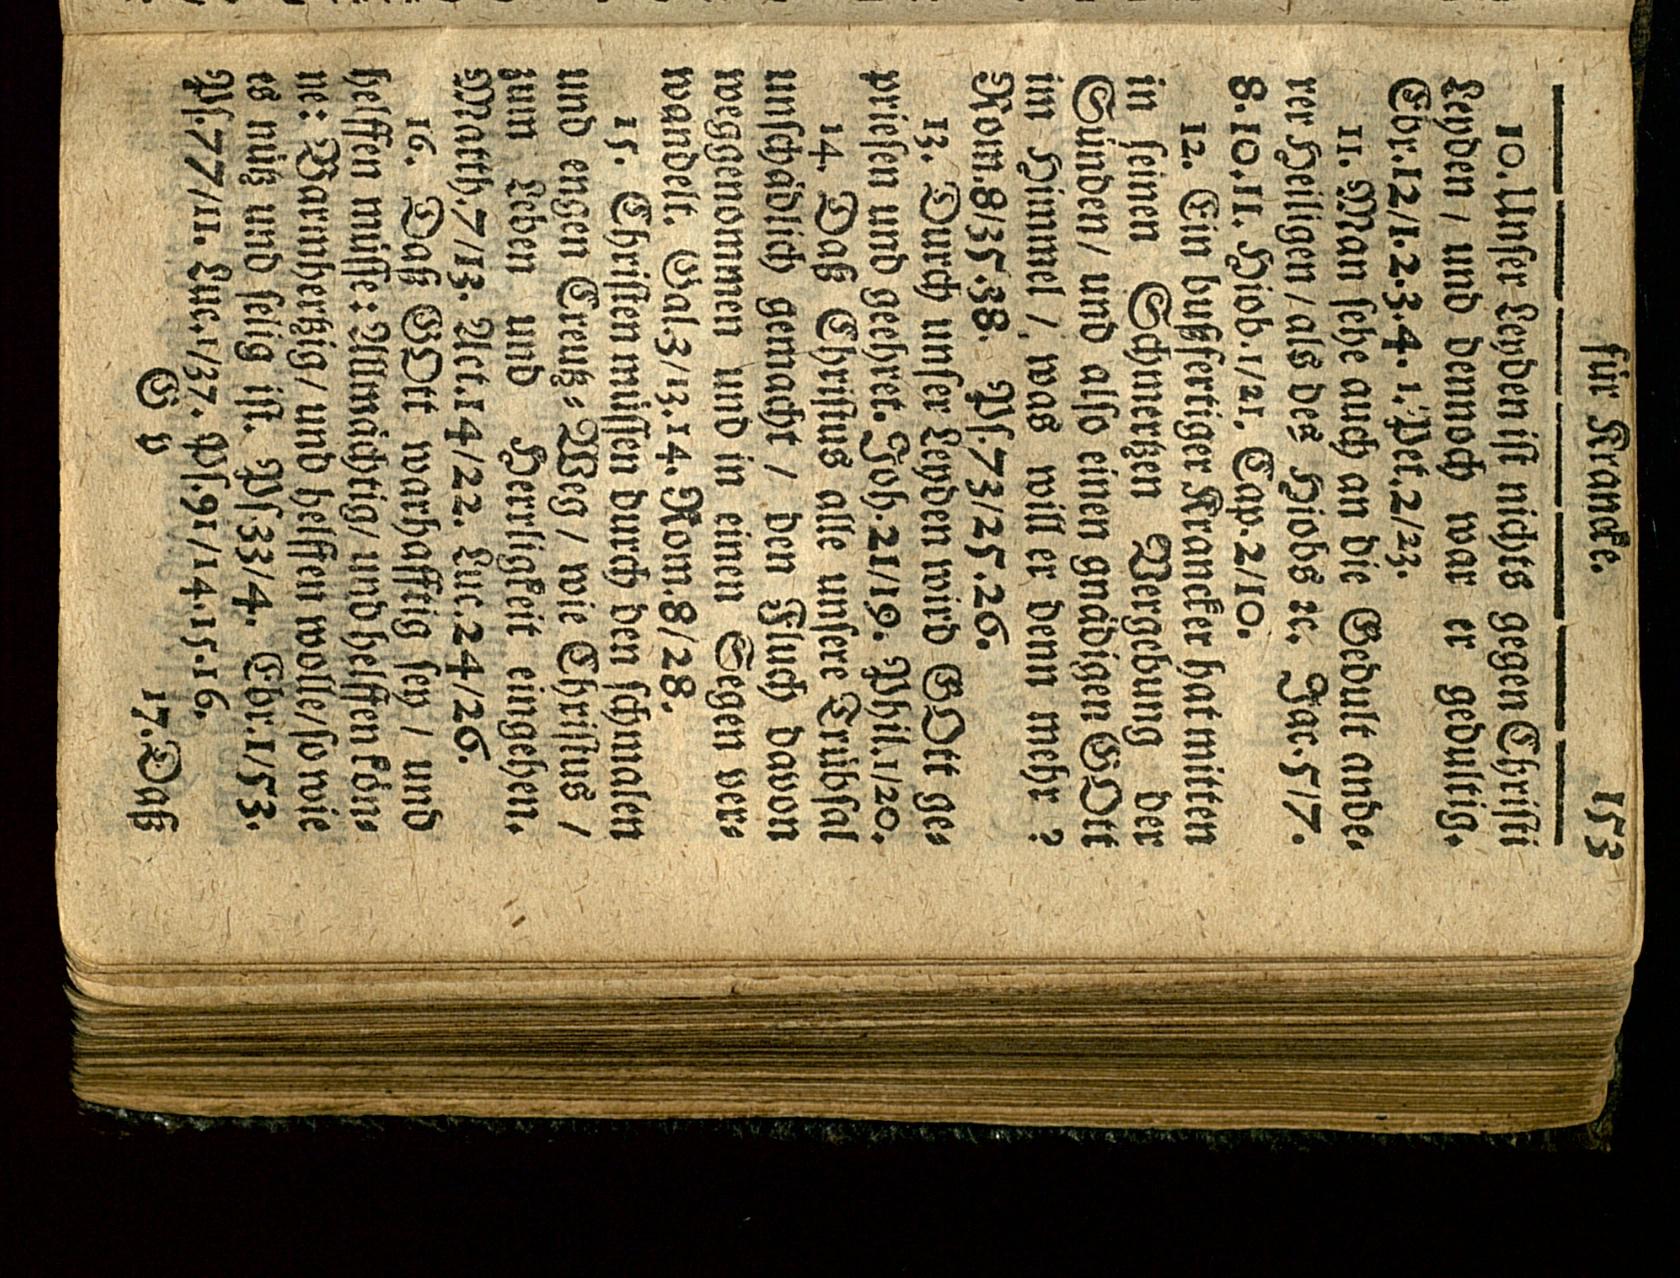 für Krancke. 153
10. Unser Leyden ist nichts gegen Christi
Leyden / und dennoch war er gedultig.
Ebr. 12/1.2.3.4. 1. Pet. 2/23.
11. Man sehe auch an die Gedult ande-
rer Heiligen / als des Hiobs ꝛc. Jac. 5/7.
8.10.11. Hiob. 1/21. Cap. 2/10.
12. Ein bußfertiger Krancker hat mitten
in seinen Schmertzen Vergebung der
Sünden / und also einen gnädigen GOtt
im Himmel / was will er denn mehr?
Rom. 8/35.38. Ps. 73/25.26.
13. Durch unser Leyden wird GOtt ge-
priesen und geehret. Joh. 21/19. Phil. 1/20.
14. Daß Christus alle unsere Trübsal
unschädlich gemacht / den Fluch davon
weggenommen und in einen Segen ver-
wandelt. Gal. 3/13.14. Rom. 8/28.
15. Christen müssen durch den schmalen
und engen Creutz-Weg / wie Christus /
zum Leben und Herrligkeit eingehen.
Matth. 7/13. Act. 14/22. Luc. 24/26.
16. Daß GOtt warhafftig sey / und
helffen müsse: Allmächtig / und helffen kön-
ne: Barmhertzig / und helffen wolle / so wie
es nütz und selig ist. Ps 33/4. Ebr. 1/53.
Ps. 77/11. Luc. 1/37. Ps. 91/14.15.16.
G v 17. Daß